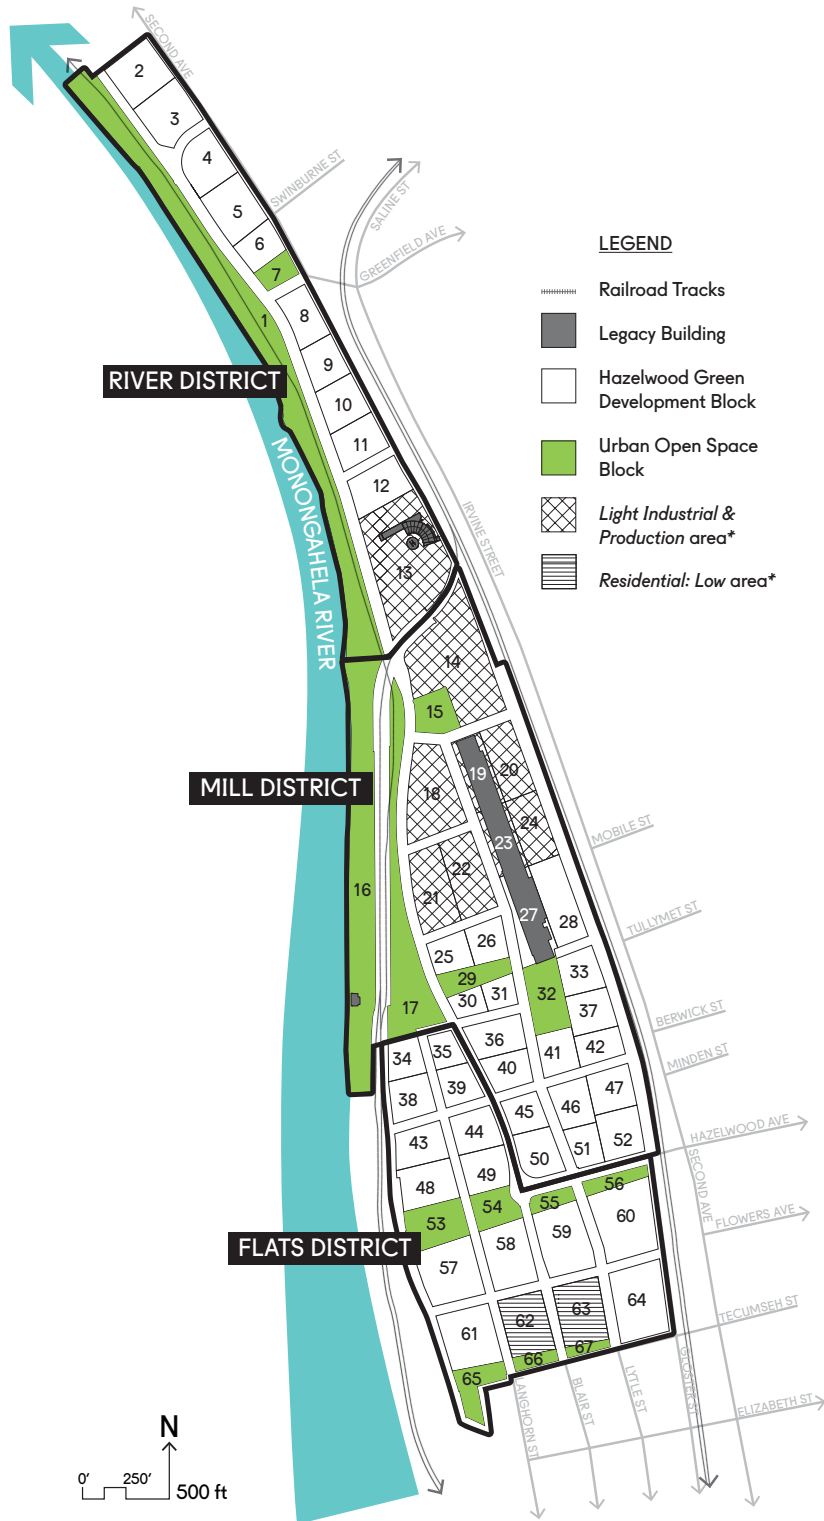 SECOND AVE
2
3
4
SWINBURNE ST
SALINE ST
5
GREENFIELD AVE
6
7
1
8
9
RIVER DISTRICT
10
11
12
MONONGAHELA RIVER
IRVINE STREET
13
14
15
LEGEND
Railroad Tracks
Legacy Building
Hazelwood Green
Development Block
Urban Open Space
Block
Light Industrial &
Production area*
Residential: Low area*
MILL DISTRICT
19
20
18
24
MOBILE ST
23
22
16
21
27
28
TULLYMET ST
26
25
33
29
32
31
30
17
37
BERWICK ST
36
42
41
MINDEN ST
35
34
40
39
38
47
46
45
HAZELWOOD AVE
44
43
52
51
50
SECOND AVE
49
48
56
55
54
53
FLATS DISTRICT
60
59
58
57
FLOWERS AVE
64
63
62
61
TECUMSEH ST
67
66
65
GLOSTER ST
LYTLE ST
BLAIR ST
LANGHORN ST
ELIZABETH ST
N
0' 250'
500 ft